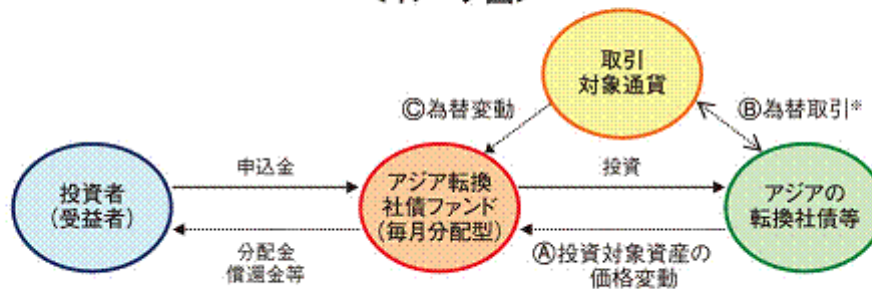 取引
対象通貨
Ⓒ為替変動
Ⓑ為替取引※
投資者
(受益者)
申込金
分配金
償還金等
アジア転換
社債ファンド
(毎月分配型)
投資
Ⓐ投資対象資産の
価格変動
アジアの
転換社債等